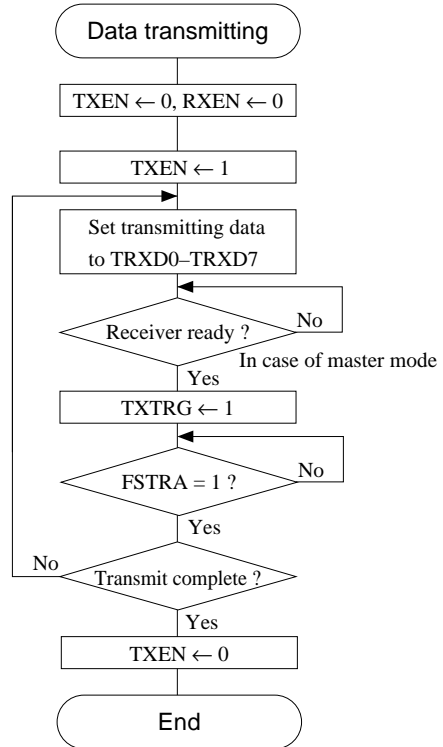 Data transmitting
TXEN ← 0, RXEN ← 0
TXEN ← 1
Set transmitting data
to TRXD0–TRXD7
Receiver ready ?
No
In case of master mode
Yes
TXTRG ← 1
FSTRA = 1 ?
No
Yes
No
Transmit complete ?
Yes
TXEN ← 0
End